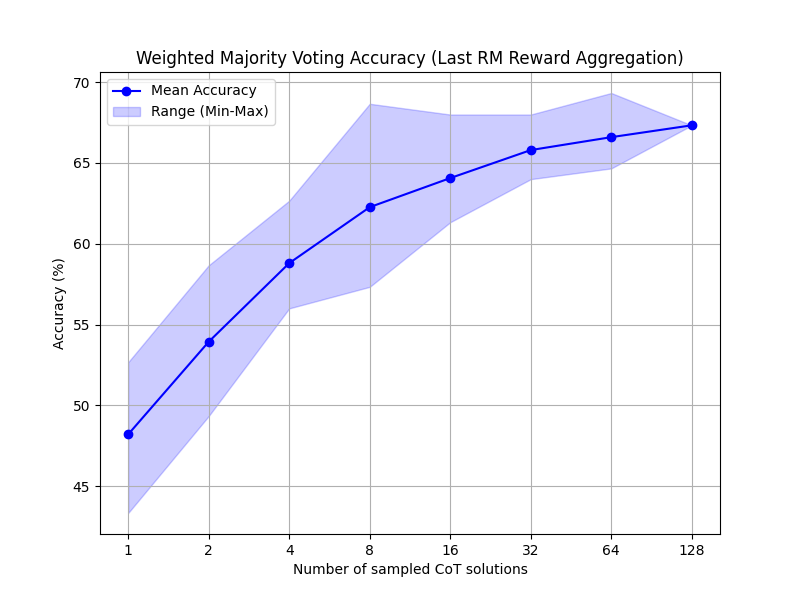 Weighted Majority Voting Accuracy (Last RM Reward Aggregation)
Mean Accuracy
Range (Min-Max)
70
65
60
55
50
45
Accuracy (%)
1 2 4 8 16 32 64 128
Number of sampled CoT solutions